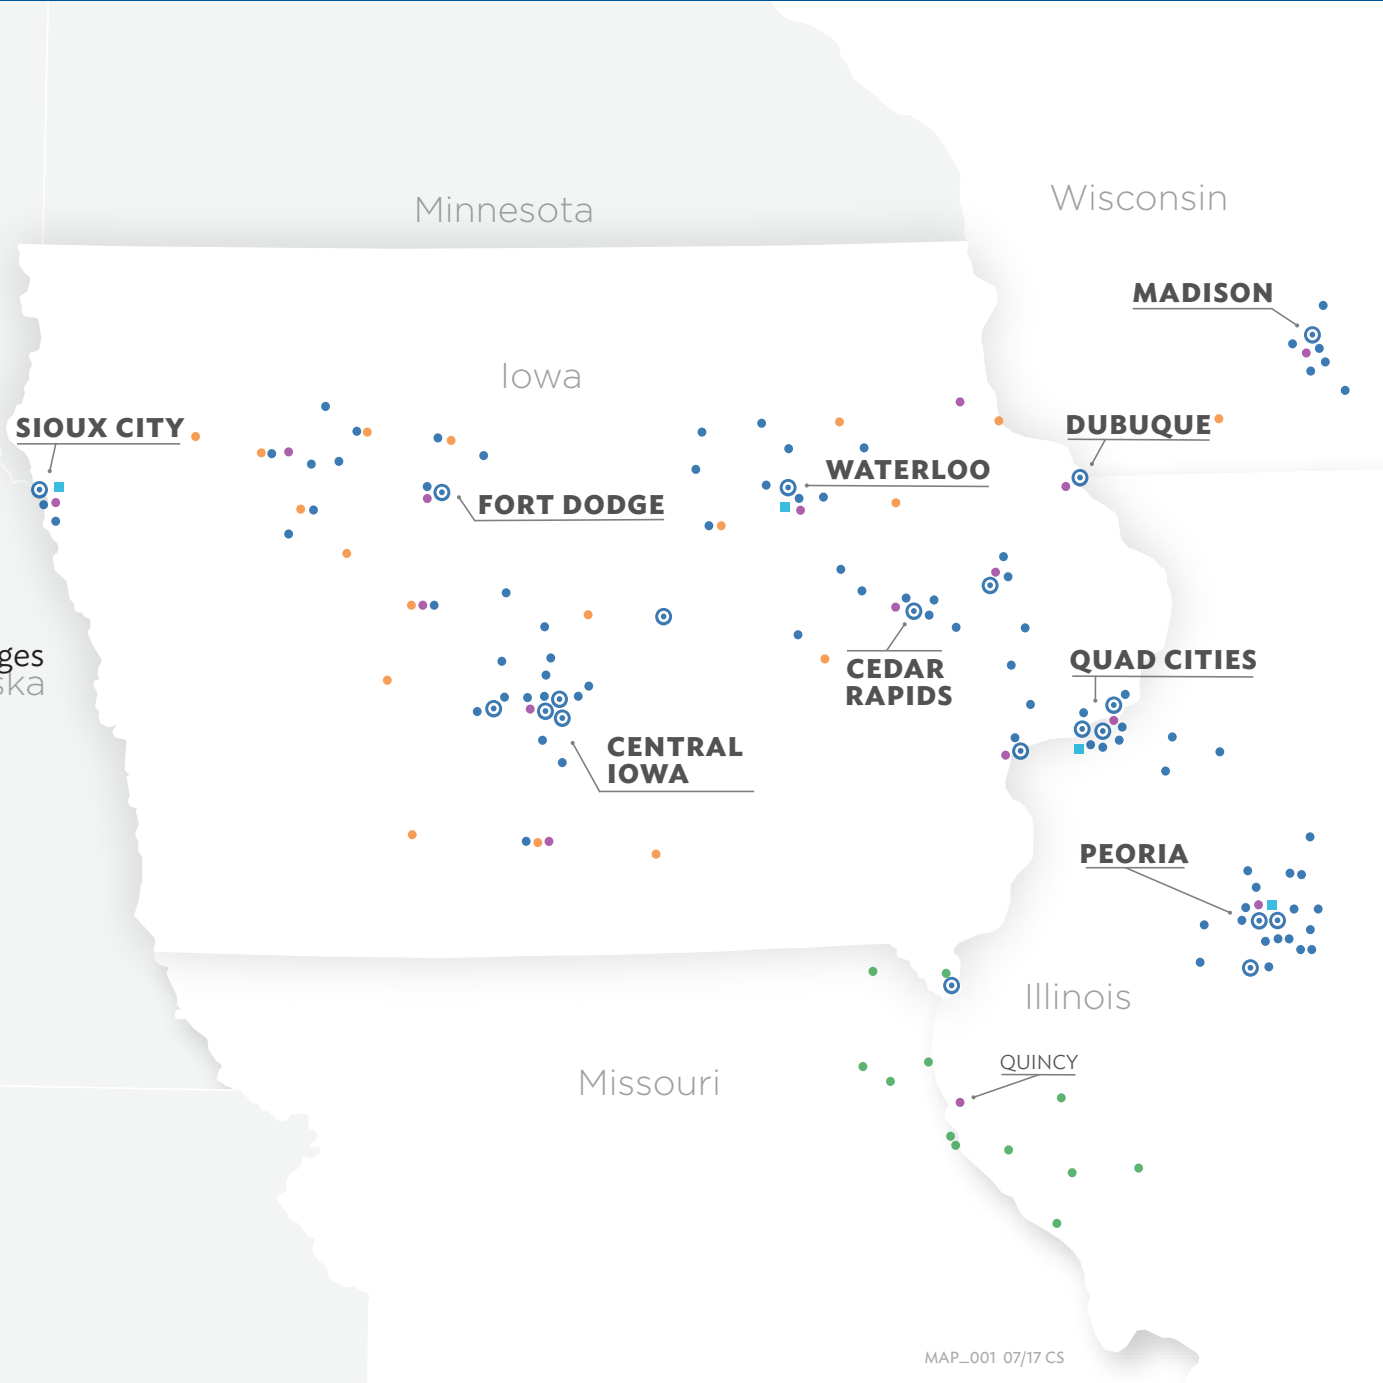 Minnesota
Wisconsin
MADISON
Iowa
SIOUX CITY
DUBUQUE
WATERLOO
FORT DODGE
ges
ska
CEDAR
RAPIDS
QUAD CITIES
CENTRAL
IOWA
PEORIA
Illinois
QUINCY
Missouri
MAP_001 07/17 CS